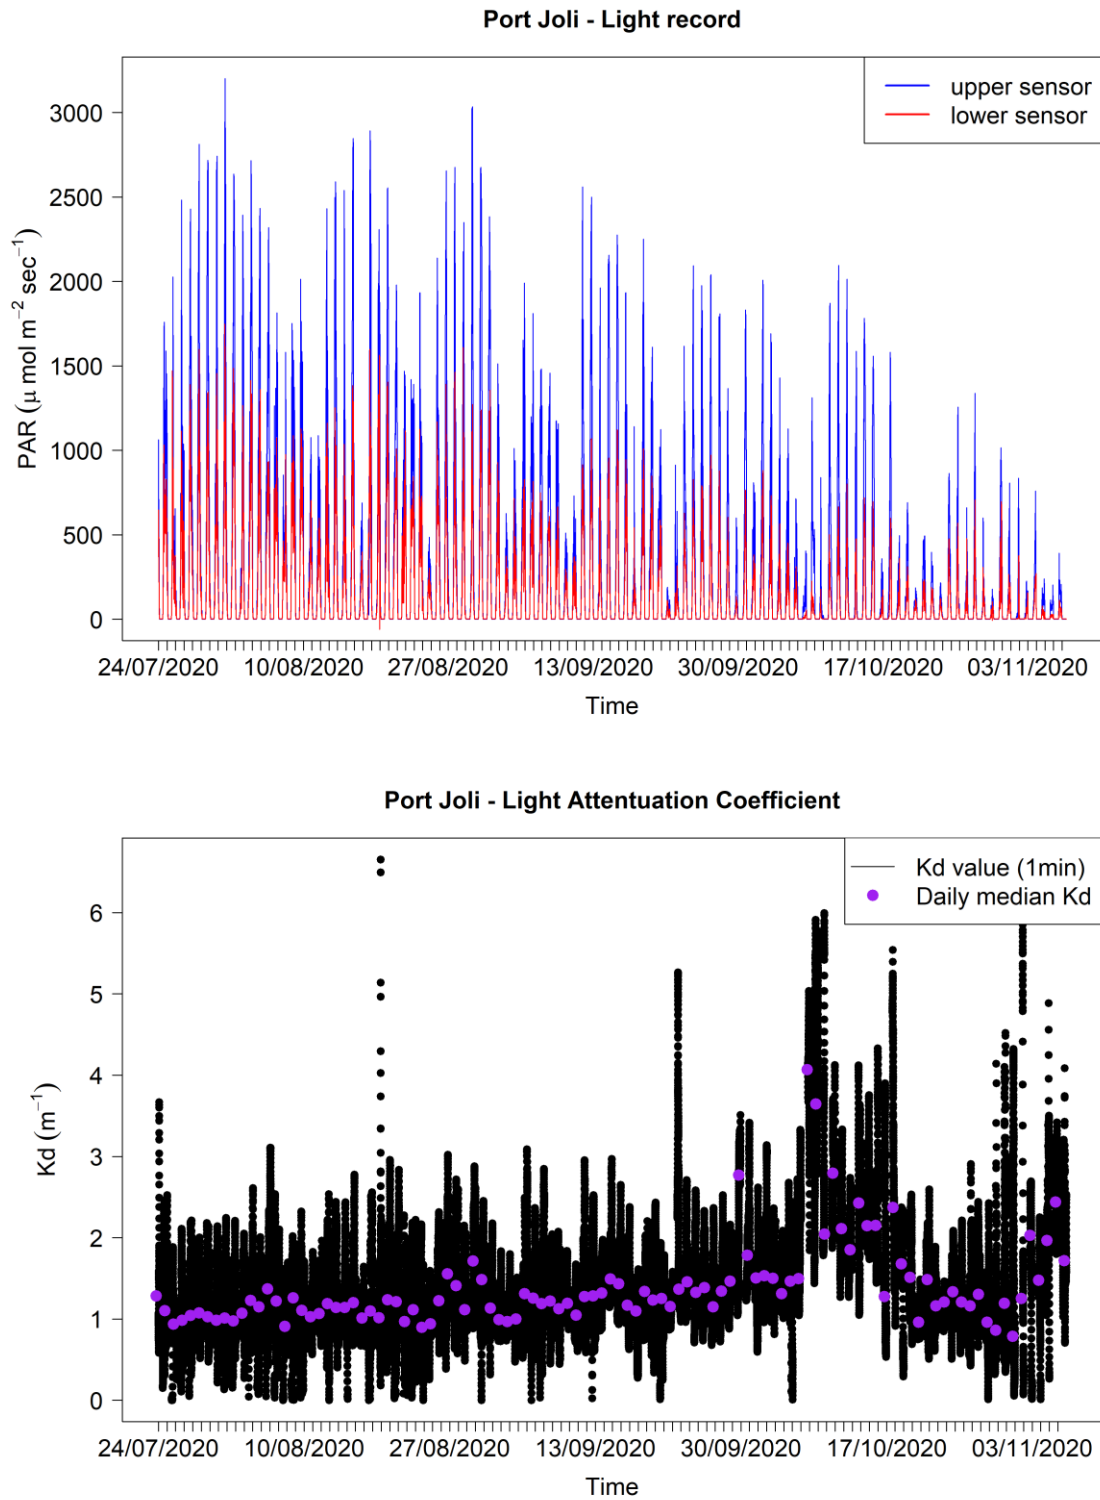 Port Joli - Light record
upper sensor
lower sensor
3000
2500
2000
1500
1000
500
0
PAR (μ mol m⁻² sec⁻¹)
24/07/2020 10/08/2020 27/08/2020 13/09/2020 30/09/2020 17/10/2020 03/11/2020
Time
Port Joli - Light Attentuation Coefficient
Kd value (1min)
Daily median Kd
6
5
4
3
2
1
0
Kd (m⁻¹)
24/07/2020 10/08/2020 27/08/2020 13/09/2020 30/09/2020 17/10/2020 03/11/2020
Time